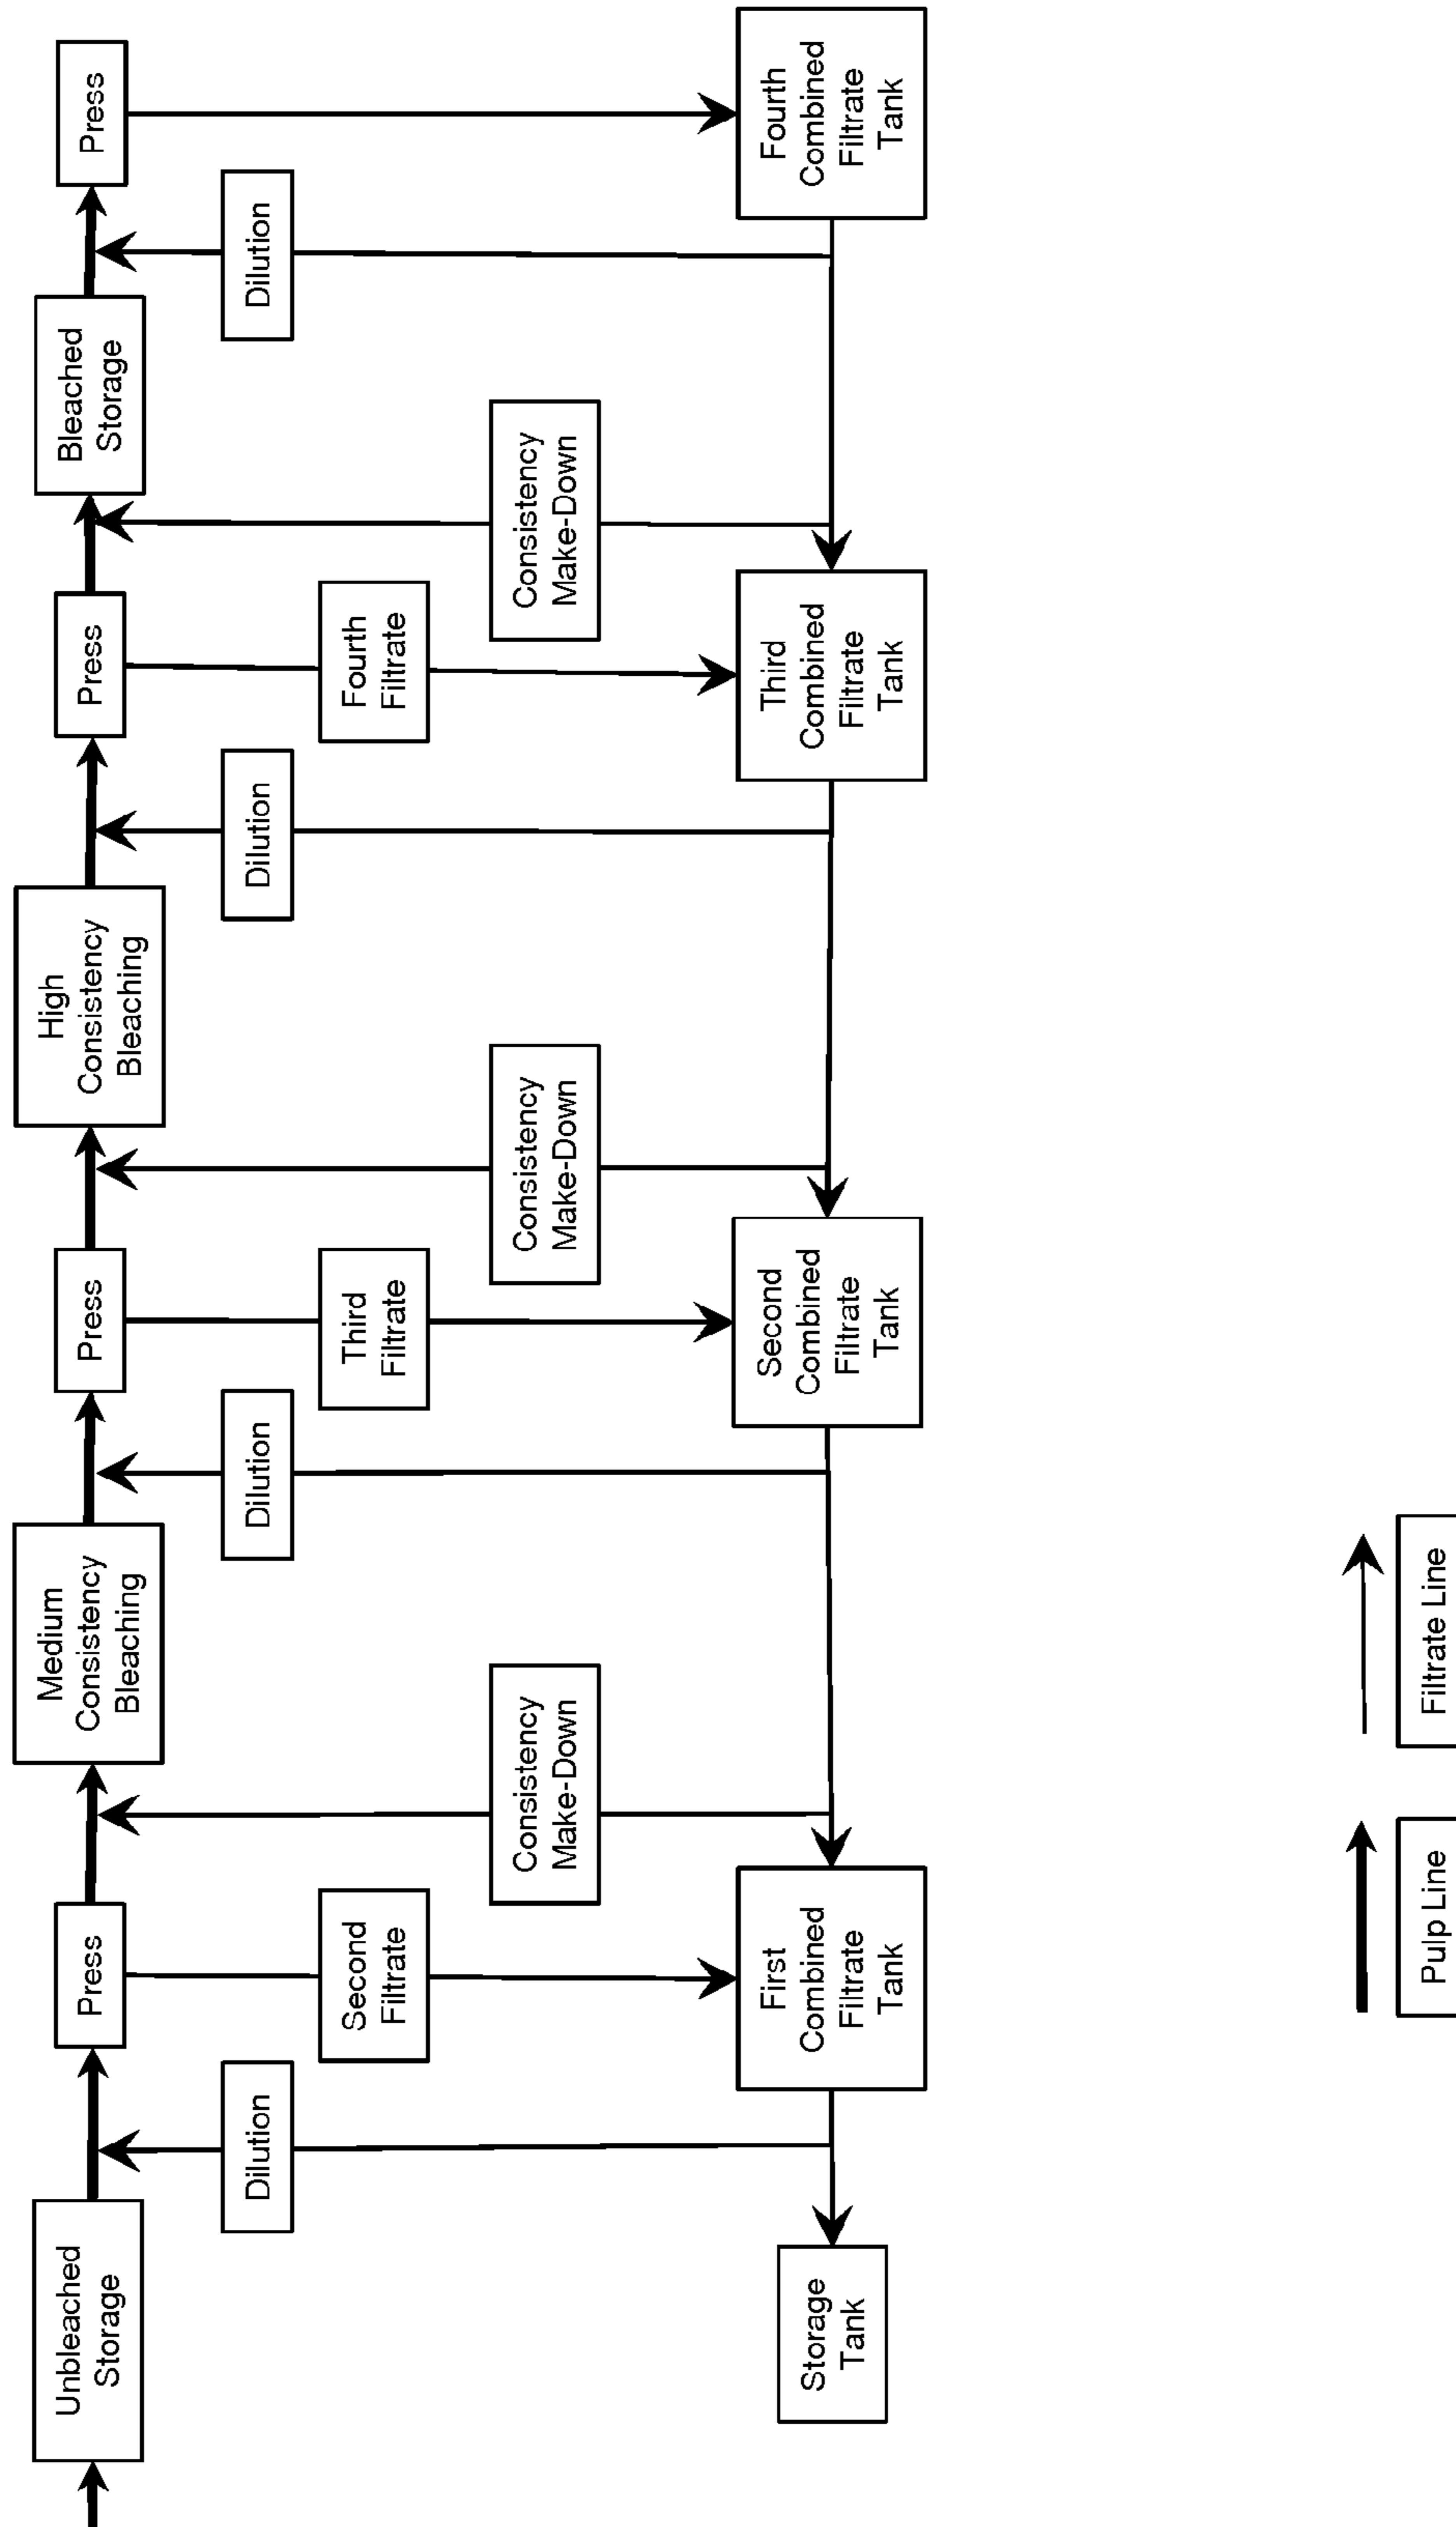 Unbleached
Storage
Press
Medium
Consistency
Bleaching
Press
High
Consistency
Bleaching
Press
Bleached
Storage
Press
Dilution
Dilution
Dilution
Dilution
Second
Filtrate
Third
Filtrate
Fourth
Filtrate
Consistency
Make-Down
Consistency
Make-Down
Consistency
Make-Down
Storage
Tank
First
Combined
Filtrate
Tank
Second
Combined
Filtrate
Tank
Third
Combined
Filtrate
Tank
Fourth
Combined
Filtrate
Tank
Pulp Line
Filtrate Line